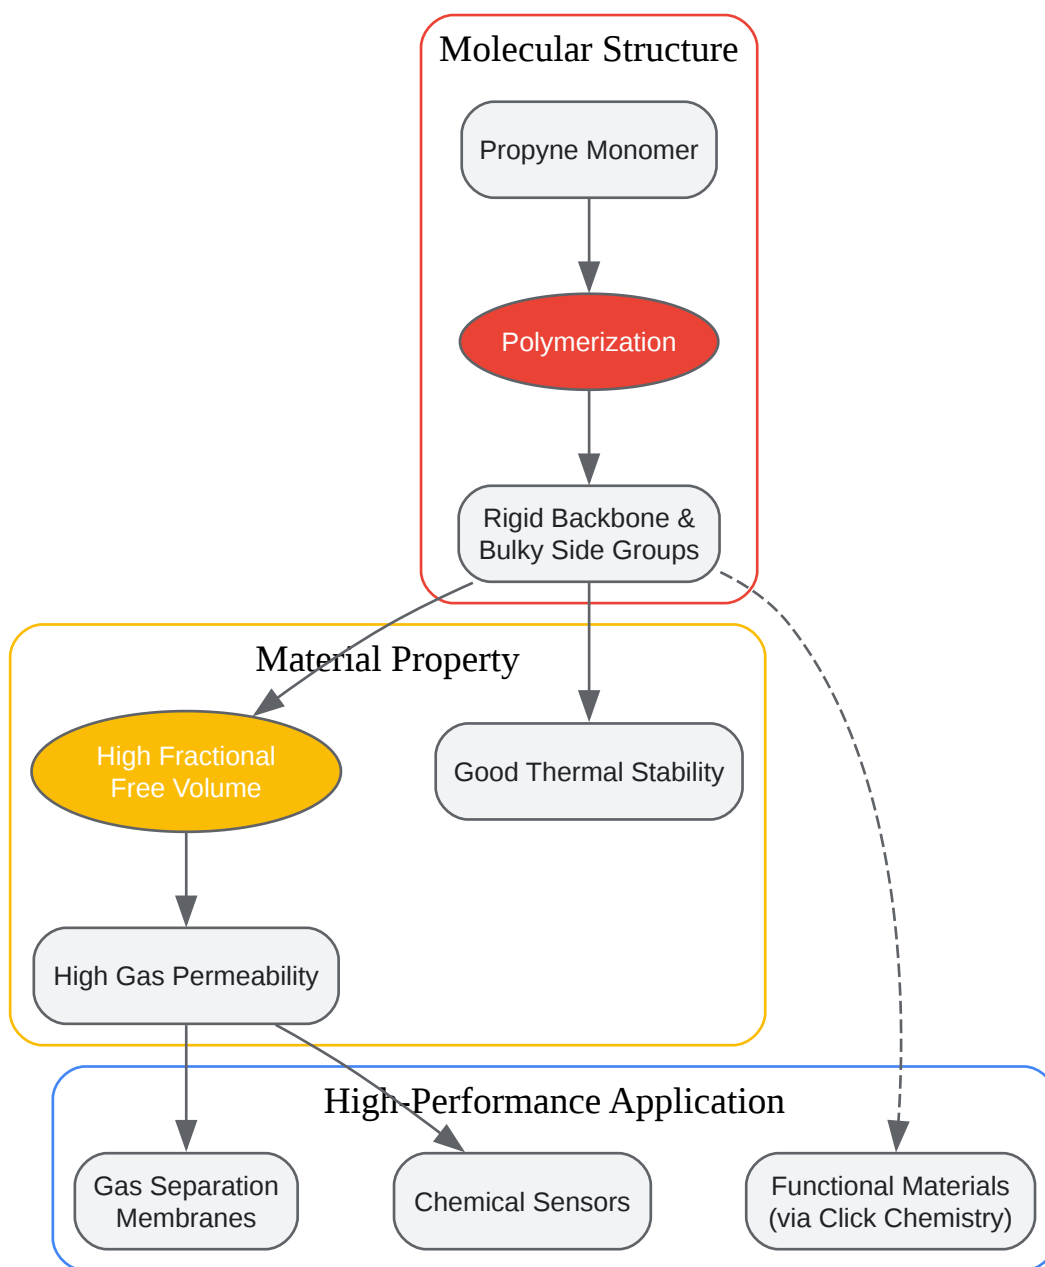 Molecular Structure
Propyne Monomer
Polymerization
Rigid Backbone &
Bulky Side Groups
Material Property
High Fractional
Free Volume
Good Thermal Stability
High Gas Permeability
High-Performance Application
Gas Separation
Membranes
Chemical Sensors
Functional Materials
(via Click Chemistry)